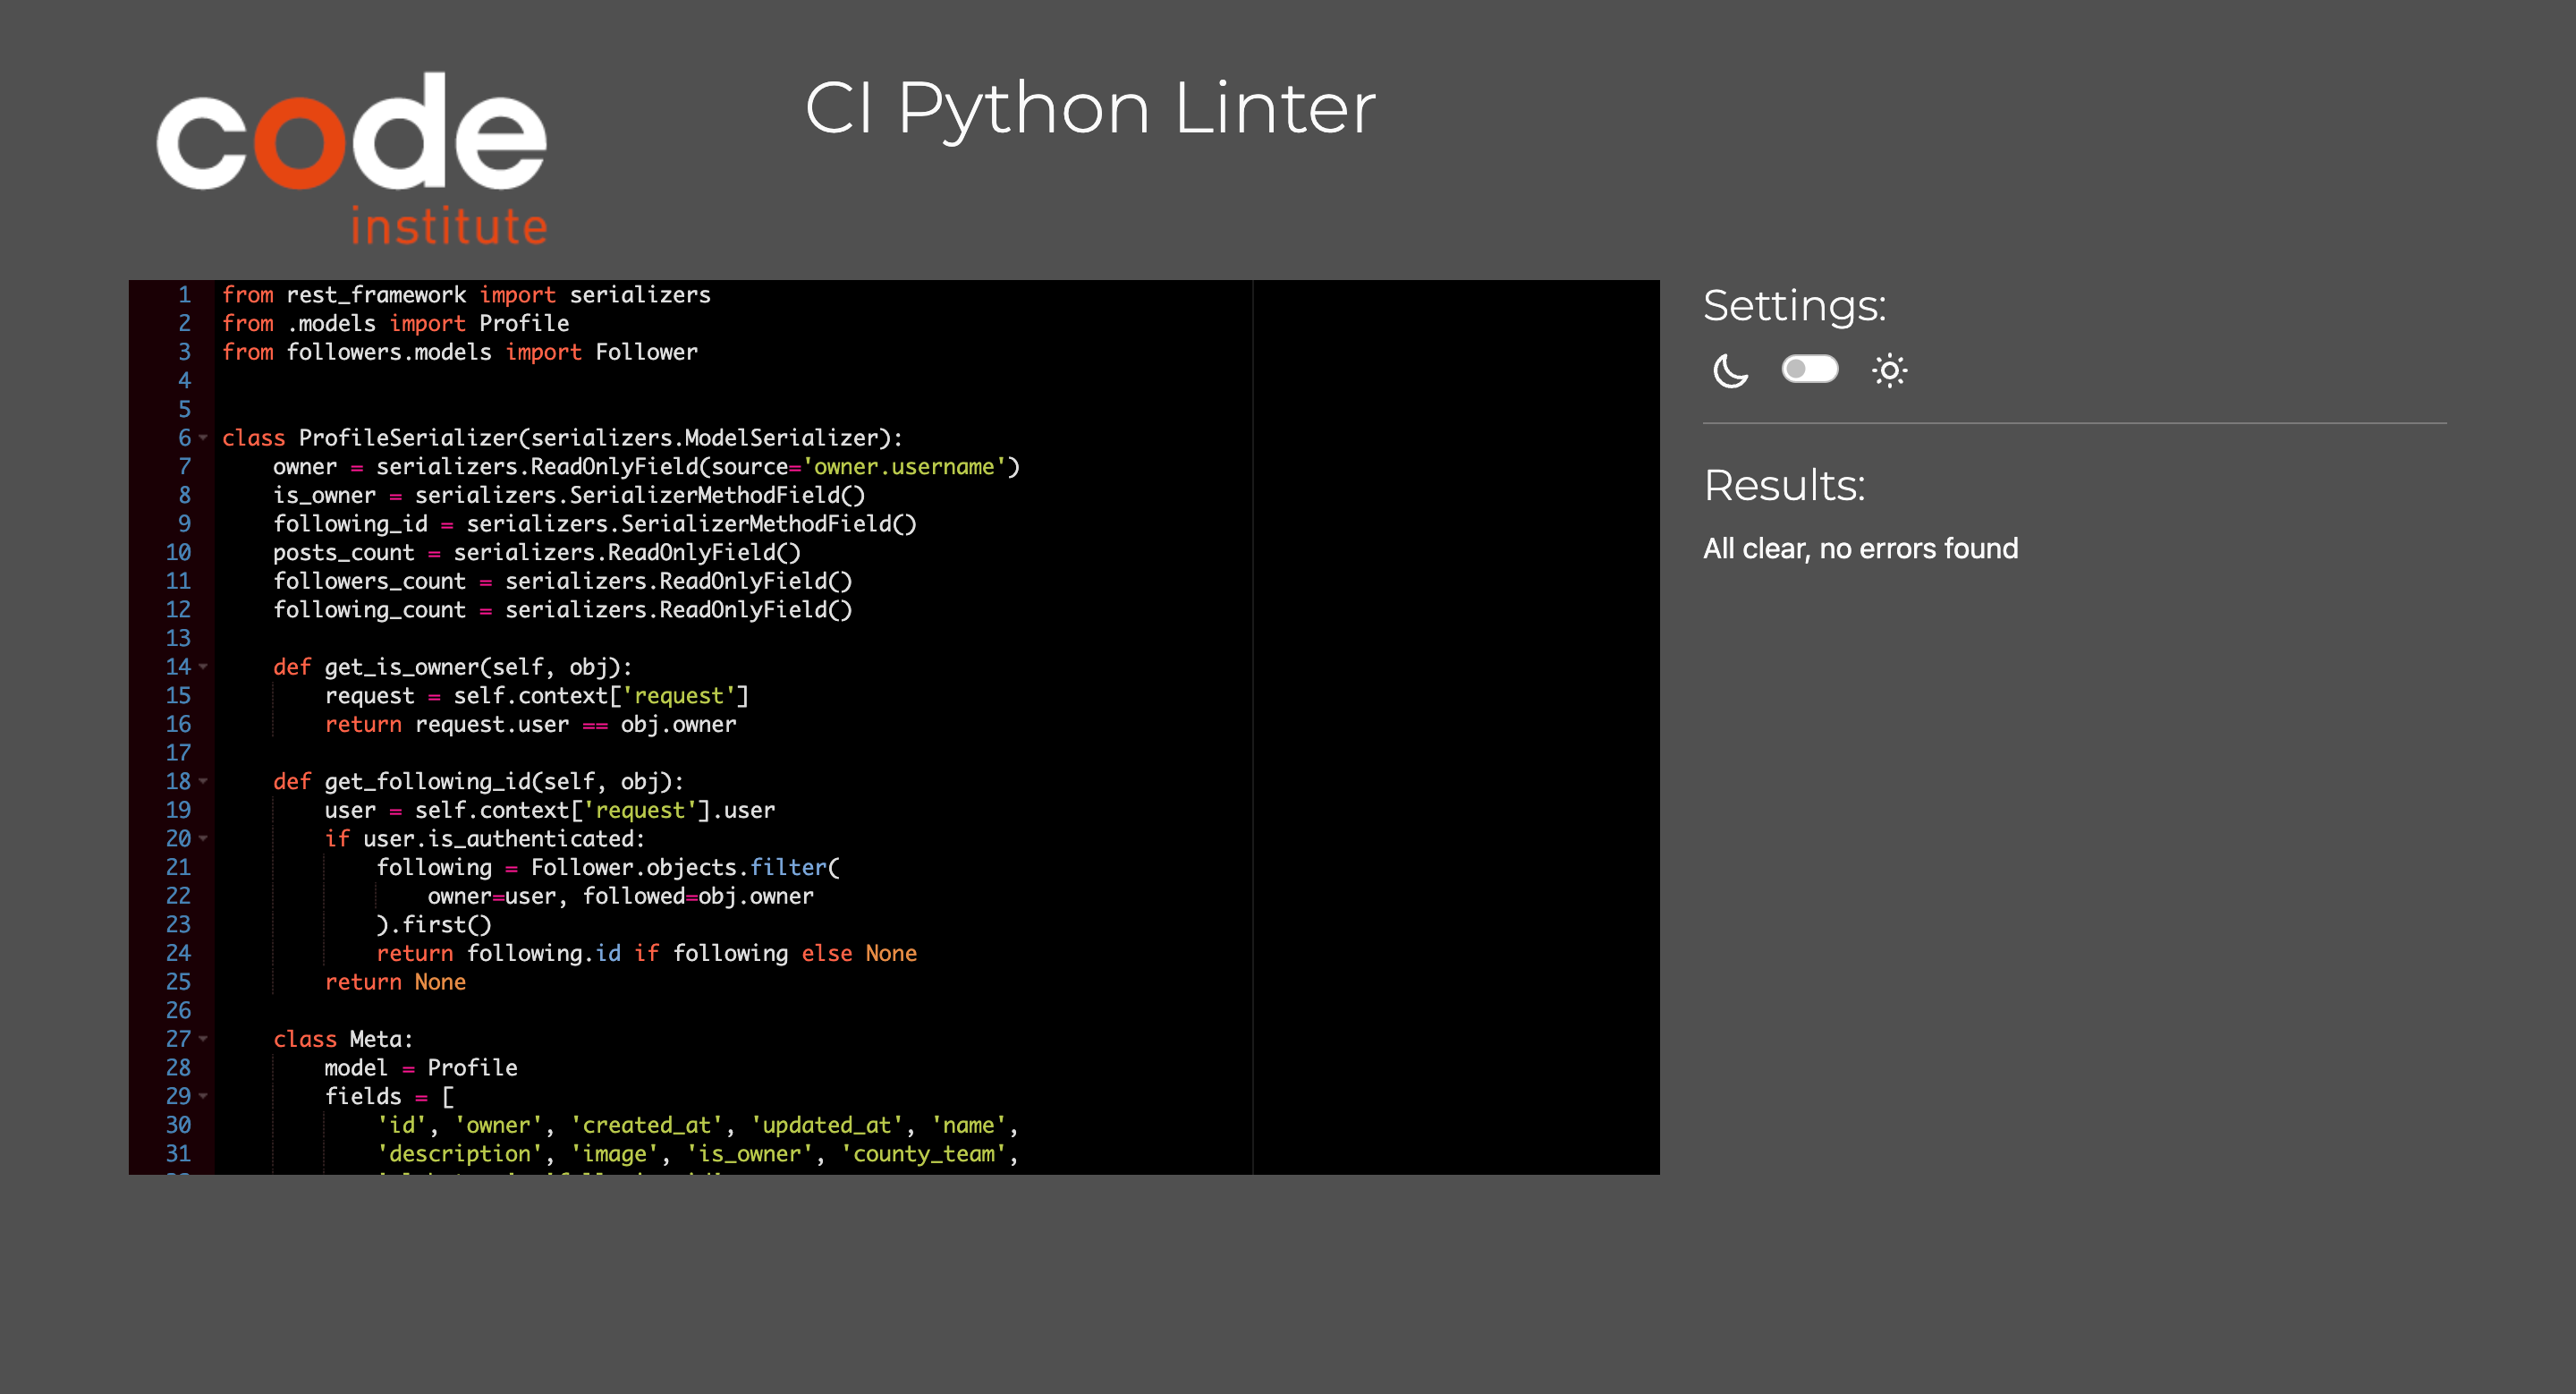 code
institute
CI Python Linter
1 from rest_framework import serializers
2 from .models import Profile
3 from followers.models import Follower
4
5
6 class ProfileSerializer(serializers.ModelSerializer):
7     owner = serializers.ReadOnlyField(source='owner.username')
8     is_owner = serializers.SerializerMethodField()
9     following_id = serializers.SerializerMethodField()
10     posts_count = serializers.ReadOnlyField()
11     followers_count = serializers.ReadOnlyField()
12     following_count = serializers.ReadOnlyField()
13
14     def get_is_owner(self, obj):
15         request = self.context['request']
16         return request.user == obj.owner
17
18     def get_following_id(self, obj):
19         user = self.context['request'].user
20         if user.is_authenticated:
21             following = Follower.objects.filter(
22                 owner=user, followed=obj.owner
23             ).first()
24             return following.id if following else None
25         return None
26
27     class Meta:
28         model = Profile
29         fields = [
30             'id', 'owner', 'created_at', 'updated_at', 'name',
31             'description', 'image', 'is_owner', 'county_team',
Settings:
Results:
All clear, no errors found